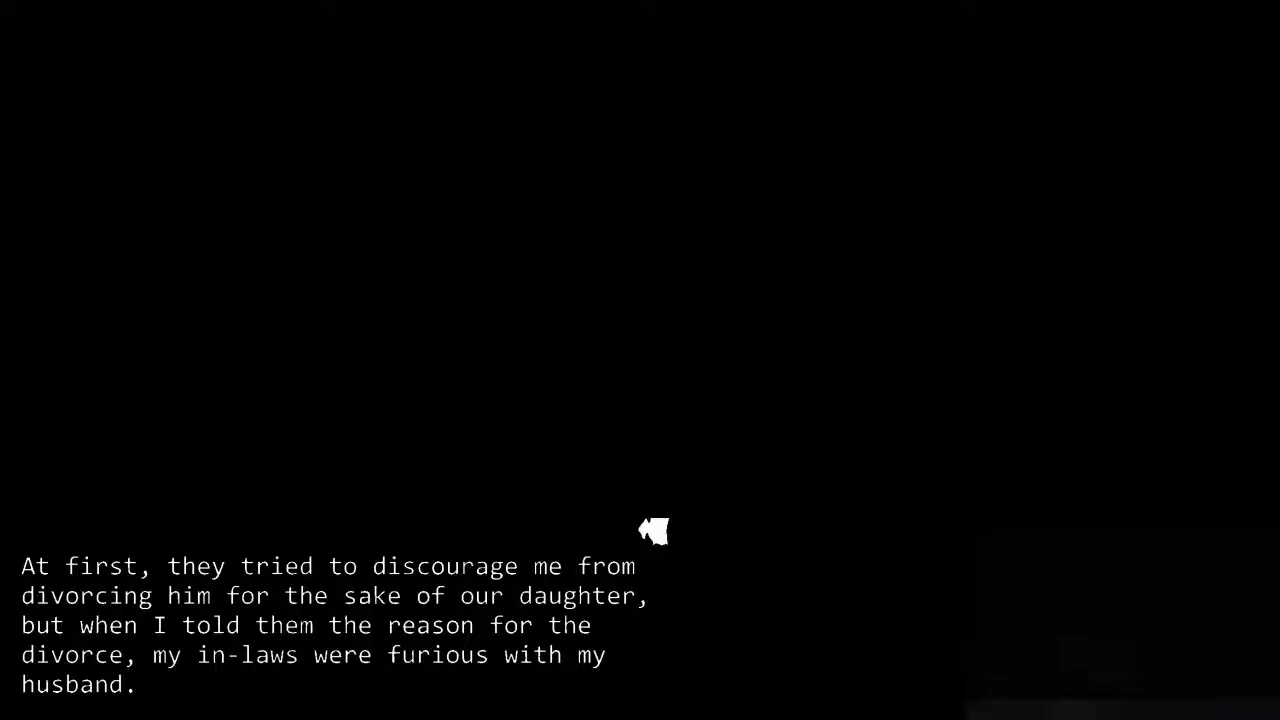 At first, they tried to discourage me from
divorcing him for the sake of our daughter,
but when I told them the reason for the
divorce, my in-laws were furious with my
husband.